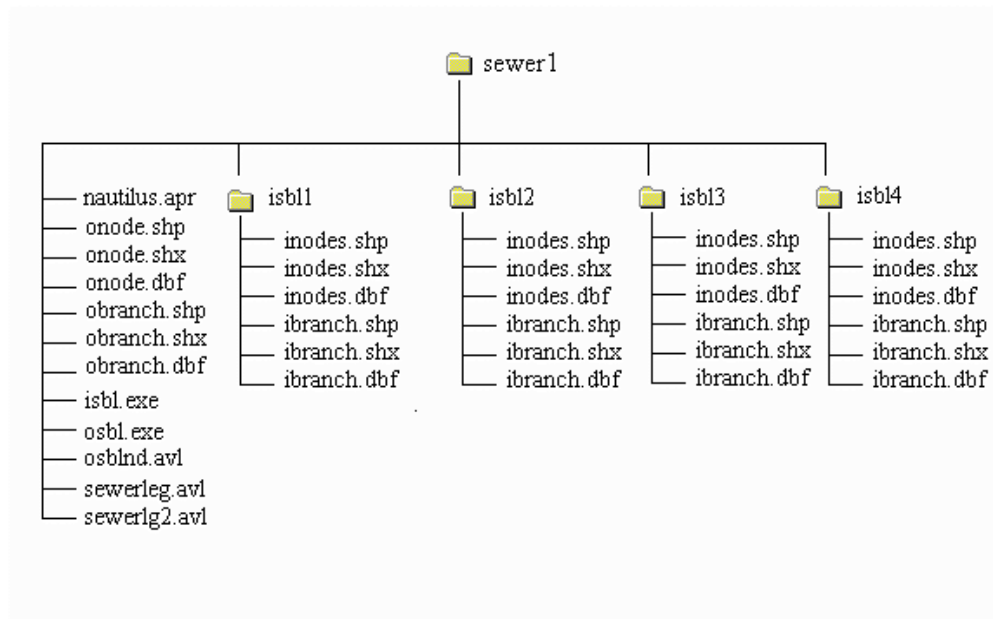 sewer1
nautilus.apr
onode.shp
onode.shx
onode.dbf
obranch.shp
obranch.shx
obranch.dbf
isbl.exe
osbl.exe
osblnd.avl
sewerleg.avl
sewerlg2.avl
isbl1
inodes.shp
inodes.shx
inodes.dbf
ibranch.shp
ibranch.shx
ibranch.dbf
isbl2
inodes.shp
inodes.shx
inodes.dbf
ibranch.shp
ibranch.shx
ibranch.dbf
isbl3
inodes.shp
inodes.shx
inodes.dbf
ibranch.shp
ibranch.shx
ibranch.dbf
isbl4
inodes.shp
inodes.shx
inodes.dbf
ibranch.shp
ibranch.shx
ibranch.dbf